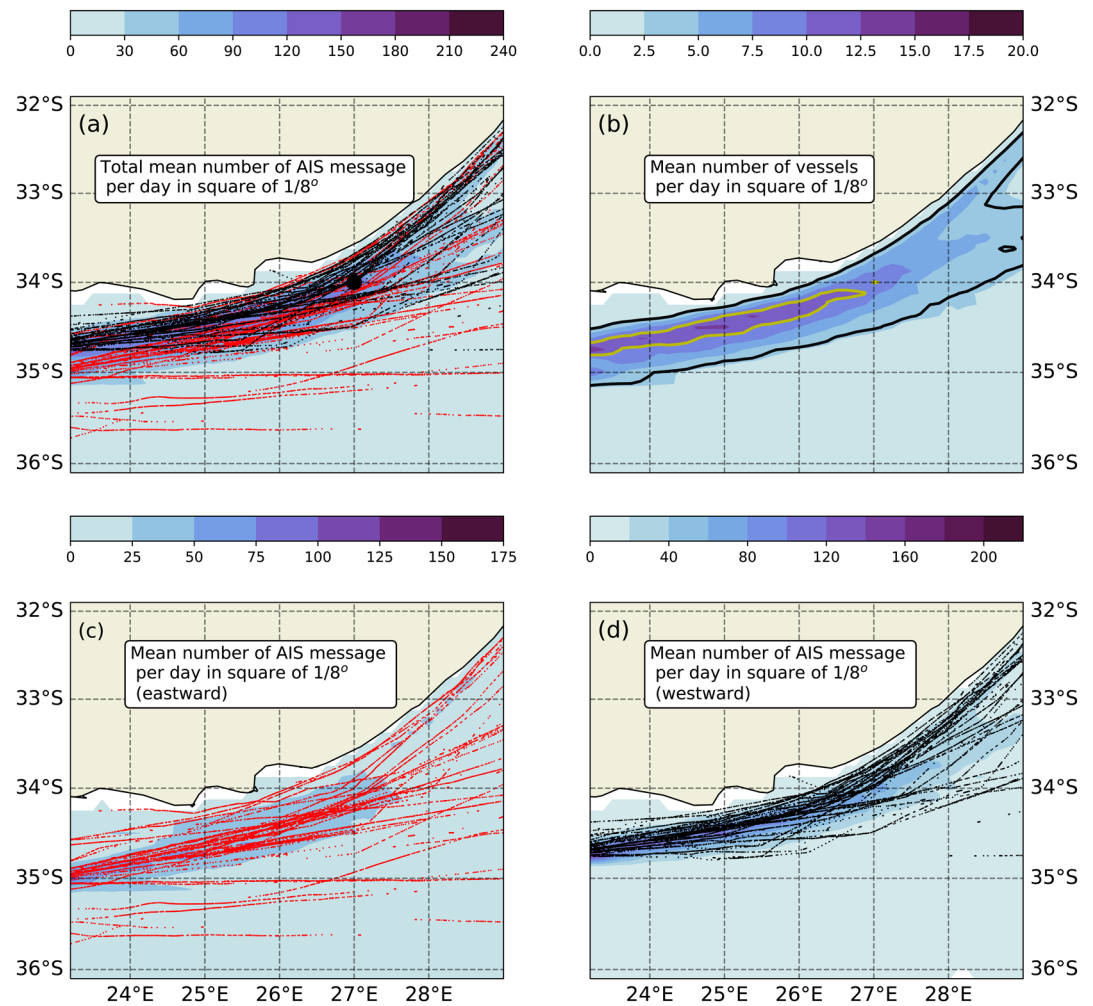 0 30 60 90 120 150 180 210 240
0.0 2.5 5.0 7.5 10.0 12.5 15.0 17.5 20.0
32°S
(a)
Total mean number of AIS message
per day in square of 1/8º
33°S
34°S
35°S
36°S
(b)
Mean number of vessels
per day in square of 1/8º
32°S
33°S
34°S
35°S
36°S
0 25 50 75 100 125 150 175
0 40 80 120 160 200
32°S
(c)
Mean number of AIS message
per day in square of 1/8º
(eastward)
33°S
34°S
35°S
36°S
24°E 25°E 26°E 27°E 28°E
(d)
Mean number of AIS message
per day in square of 1/8º
(westward)
32°S
33°S
34°S
35°S
36°S
24°E 25°E 26°E 27°E 28°E